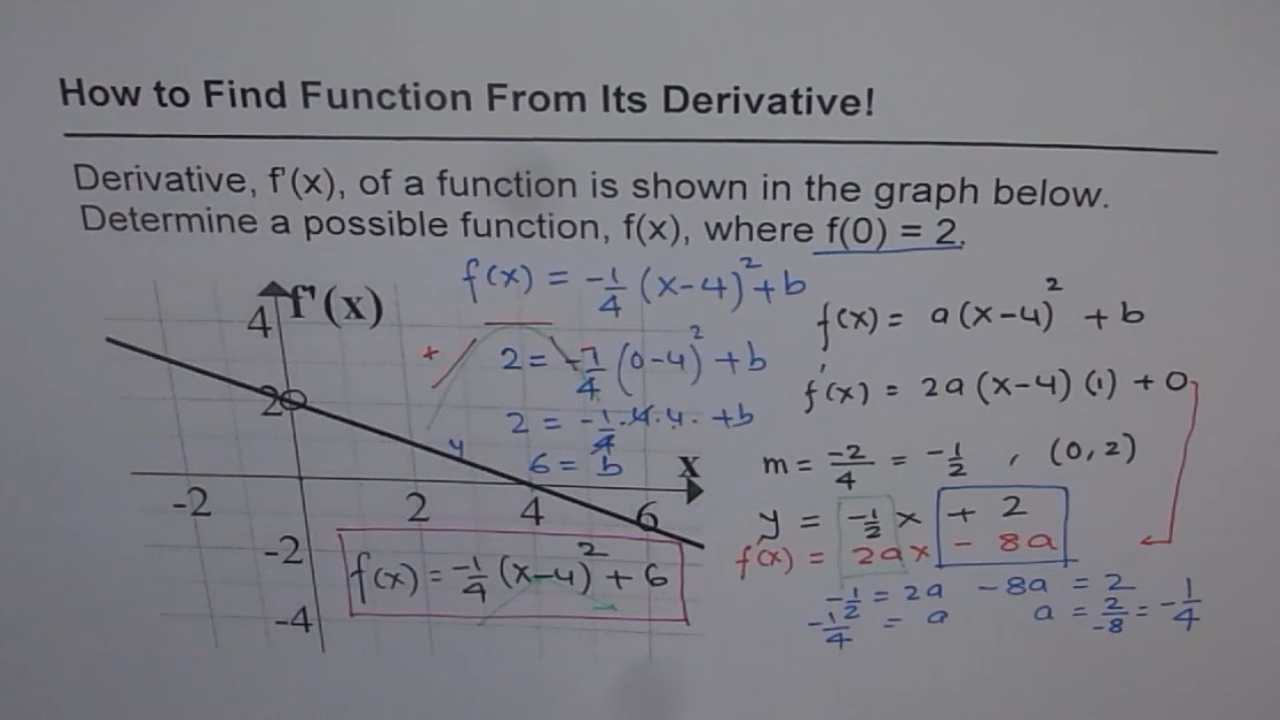 How to Find Function From Its Derivative!
Derivative, f'(x), of a function is shown in the graph below.
Determine a possible function, f(x), where f(0) = 2.
f(x) = -1/4 (x-4)² + b
2 = -1/4 (0-4)² + b
2 = -1/4 . 4 . 4 . + b
6 = b
f'(x)
4
2
y
x
-2
2
4
6
-2
-4
+
f(x) = -1/4 (x-4)² + 6
f(x) = a(x-4)² + b
f'(x) = 2a(x-4)(1) + 0
m = -2/4 = -1/2 , (0,2)
y = -1/2 x + 2
f'(x) = 2ax - 8a
-1/2 = 2a -8a = 2
-1/4 = a a = 2/-8 = -1/4